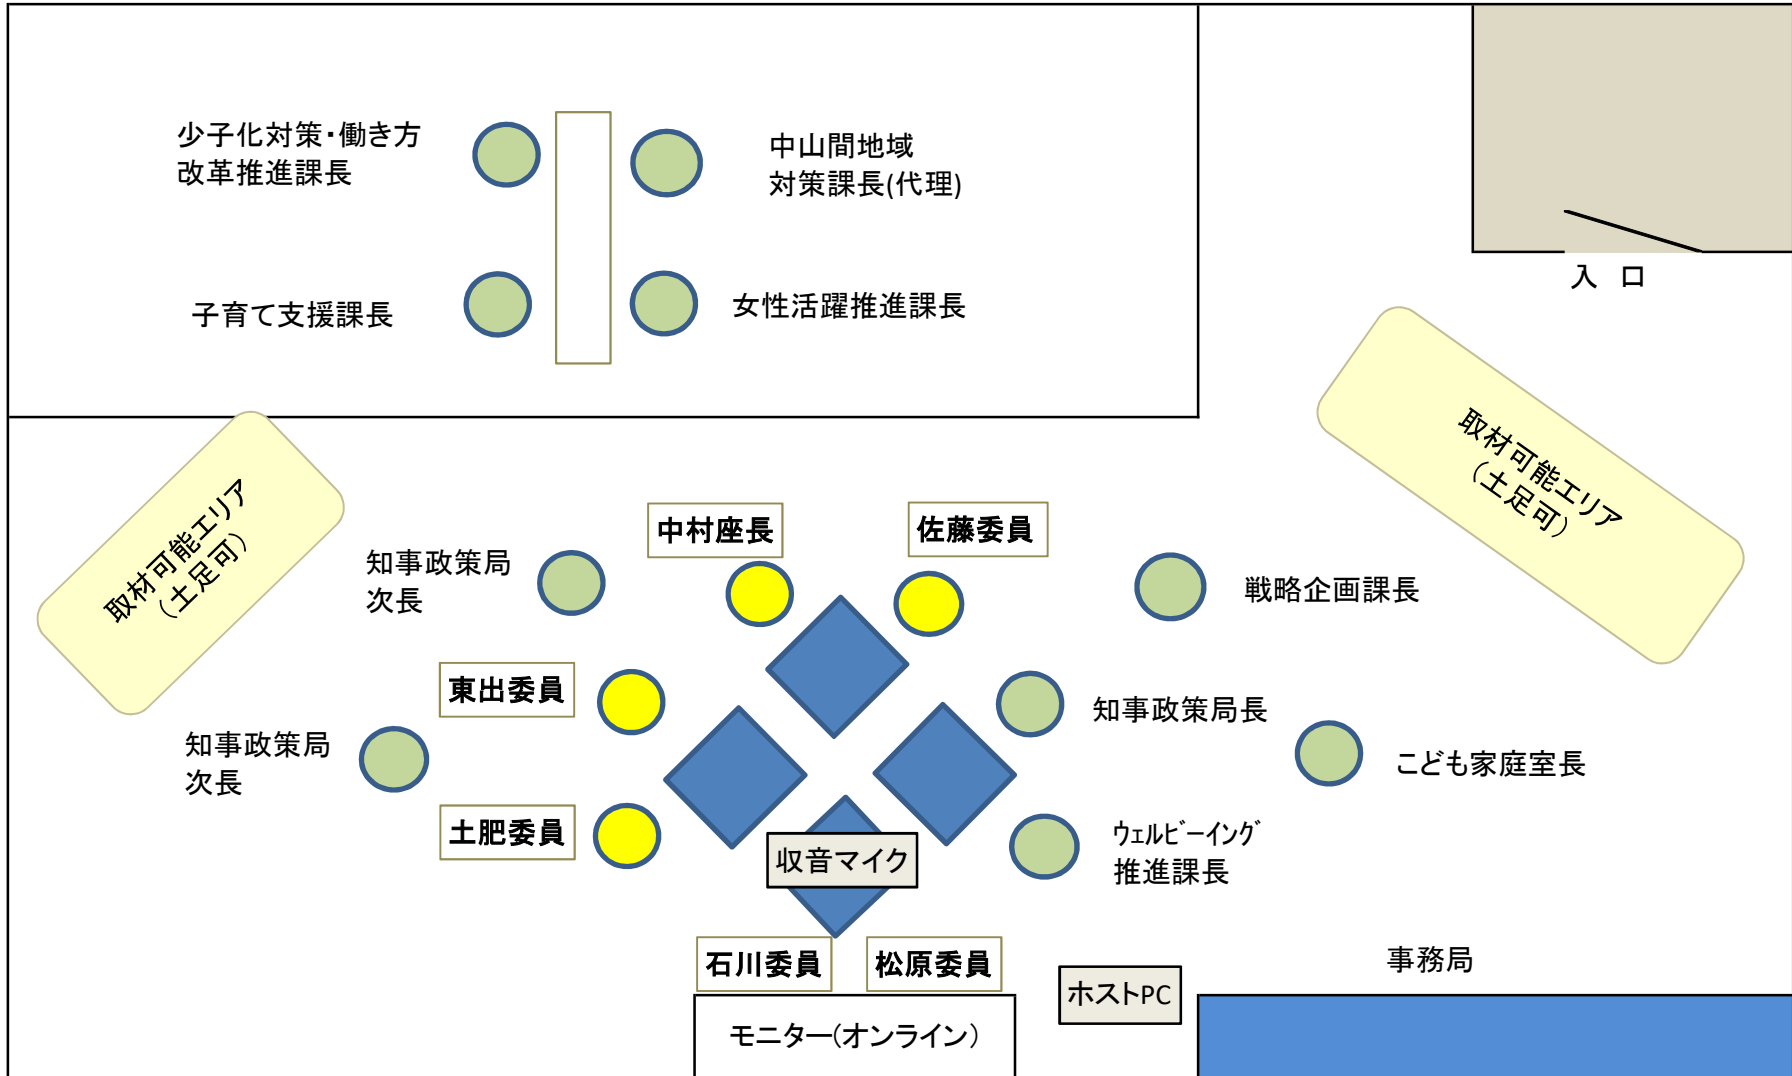 少子化対策・働き方
改革推進課長
中山間地域
対策課長(代理)
入　口
子育て支援課長
女性活躍推進課長
取材可能エリア
(土足可)
取材可能エリア
(土足可)
中村座長
佐藤委員
知事政策局
次長
戦略企画課長
東出委員
知事政策局長
知事政策局
次長
こども家庭室長
土肥委員
収音マイク
ウェルビーイング
推進課長
石川委員
松原委員
事務局
ホストPC
モニター(オンライン)